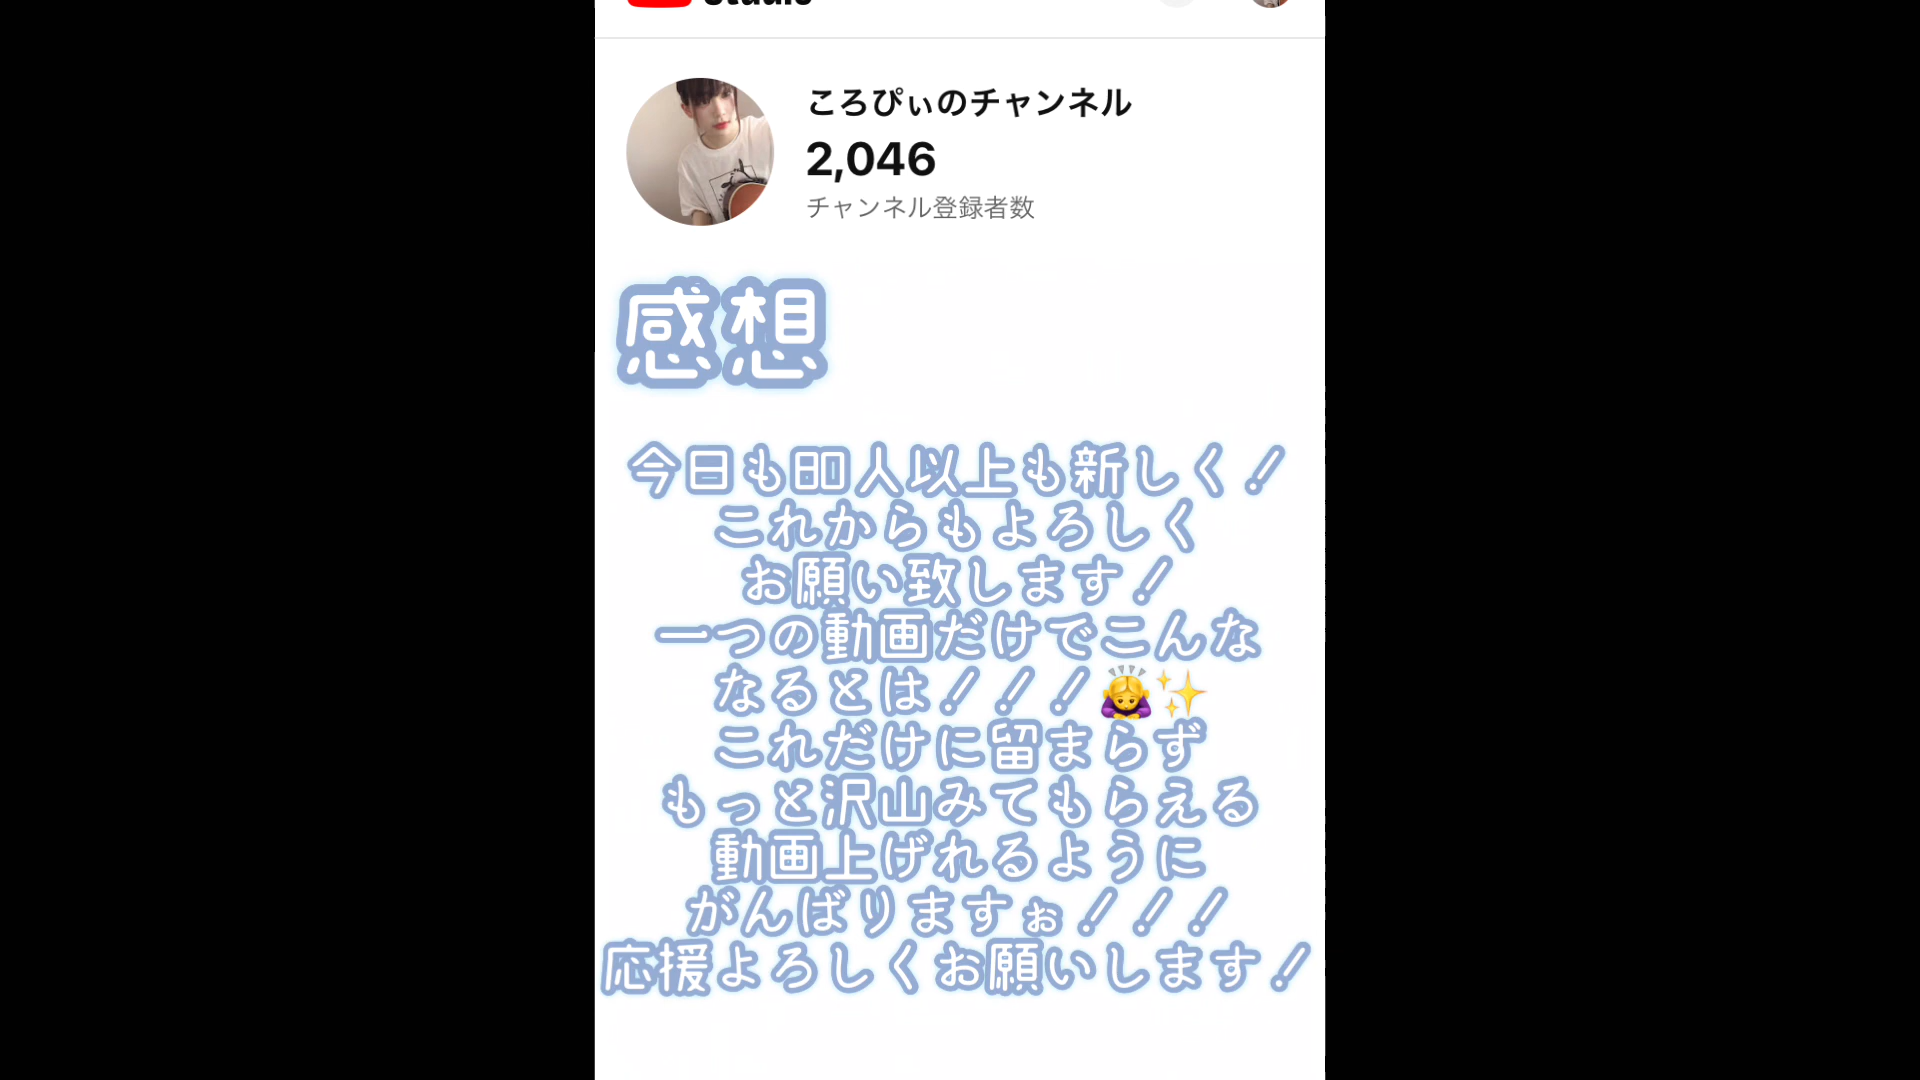 Studio
ころぴぃのチャンネル
2,046
チャンネル登録者数
感想
今日も80人以上も新しく!
これからもよろしく
お願い致します!
一つの動画だけでこんな
なるとは!!!🙇‍♀️✨
これだけに留まらず
もっと沢山みてもらえる
動画上げれるように
がんばりますぉ!!!
応援よろしくお願いします!